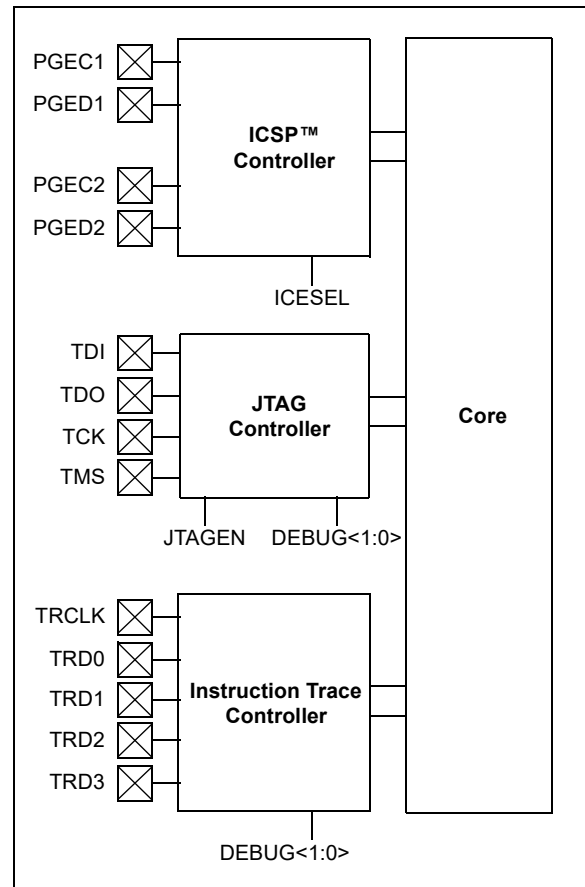 PGEC1
PGED1
ICSP™
Controller
PGEC2
PGED2
ICESEL
TDI
TDO
JTAG
Controller
TCK
TMS
Core
JTAGEN
DEBUG<1:0>
TRCLK
TRD0
TRD1
Instruction Trace
Controller
TRD2
TRD3
DEBUG<1:0>